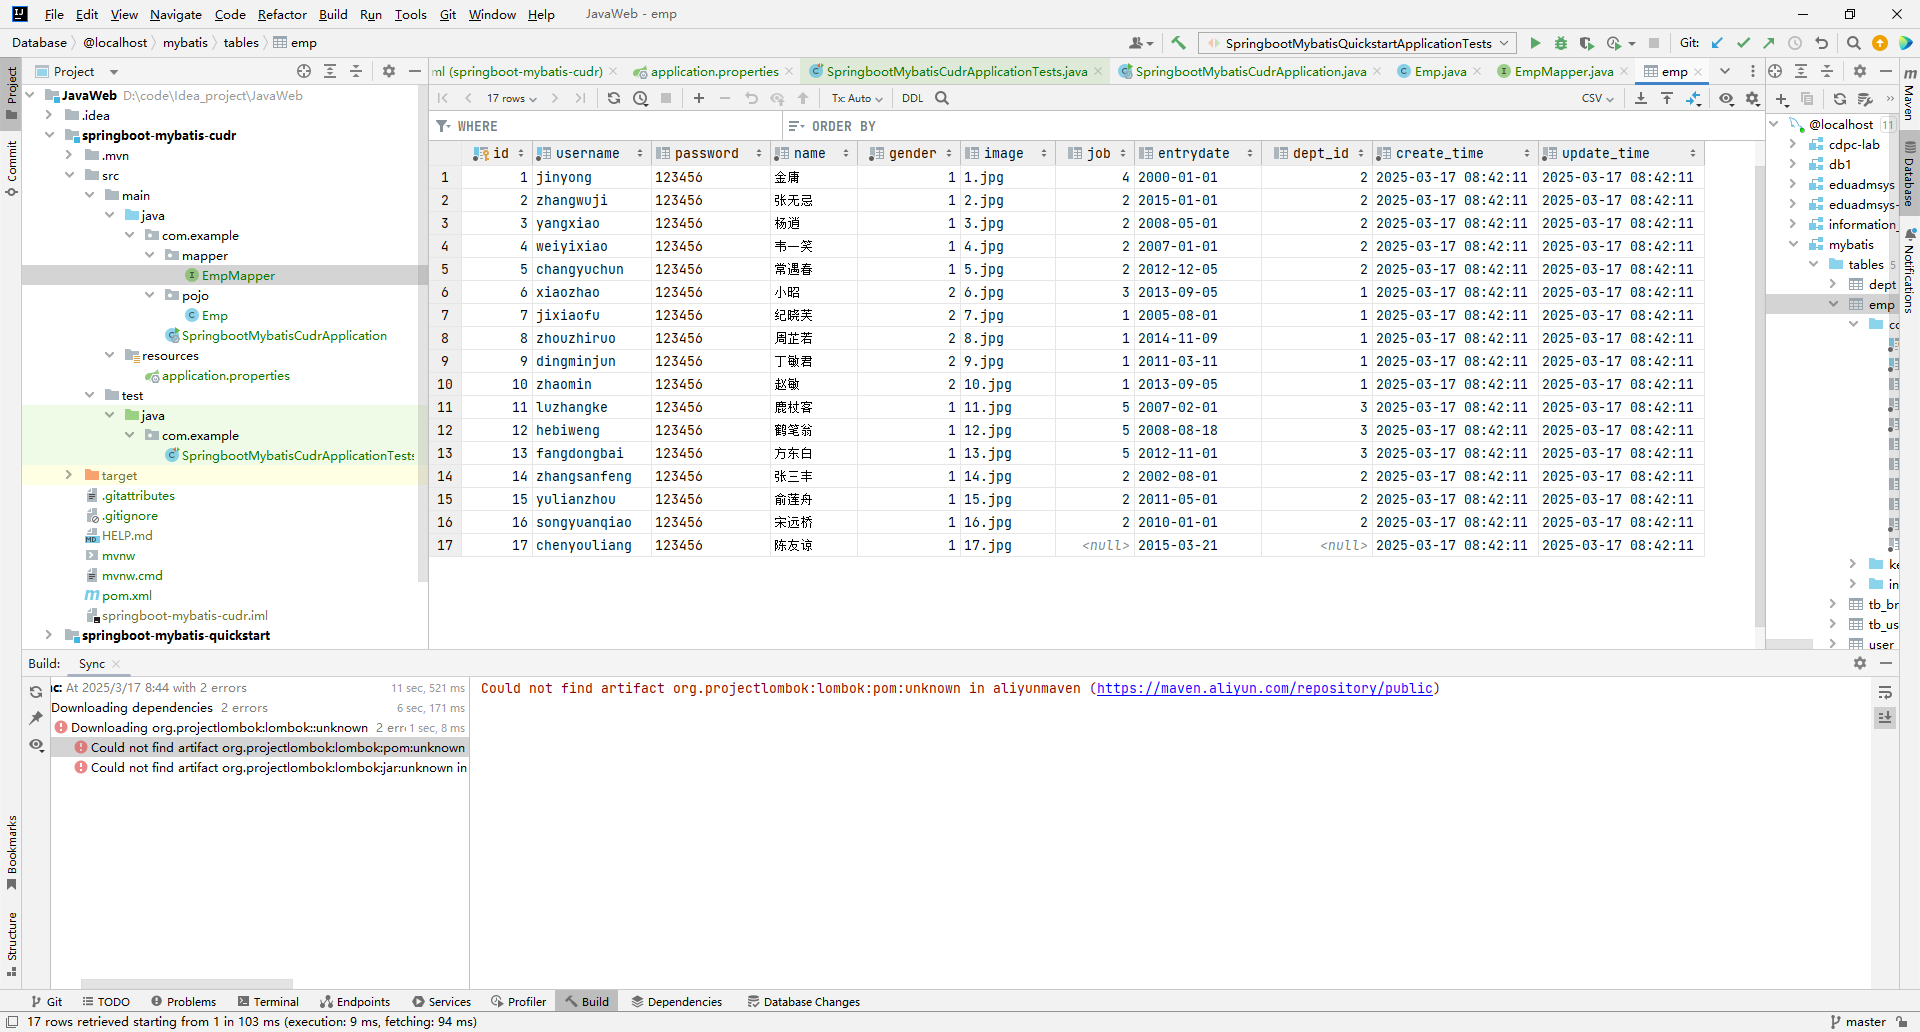 File Edit View Navigate Code Refactor Build Run Tools Git Window Help JavaWeb - emp
Database @localhost mybatis tables emp SpringbootMybatisQuickstartApplicationTests Git:
Project
ml (springboot-mybatis-cudr) application.properties SpringbootMybatisCudrApplicationTests.java SpringbootMybatisCudrApplication.java Emp.java EmpMapper.java emp
17 rows Tx: Auto DDL CSV
WHERE ORDER BY
Project
Commit
Bookmarks
Structure
JavaWeb D:\code\Idea_project\JavaWeb
.idea
springboot-mybatis-cudr
.mvn
src
main
java
com.example
mapper
EmpMapper
pojo
Emp
SpringbootMybatisCudrApplication
resources
application.properties
test
java
com.example
SpringbootMybatisCudrApplicationTests
target
.gitattributes
.gitignore
HELP.md
mvnw
mvnw.cmd
pom.xml
springboot-mybatis-cudr.iml
springboot-mybatis-quickstart
id username password name gender image job entrydate dept_id create_time update_time
1 1 jinyong 123456 金庸 1 1.jpg 4 2000-01-01 2 2025-03-17 08:42:11 2025-03-17 08:42:11
2 2 zhangwuji 123456 张无忌 1 2.jpg 2 2015-01-01 2 2025-03-17 08:42:11 2025-03-17 08:42:11
3 3 yangxiao 123456 杨逍 1 3.jpg 2 2008-05-01 2 2025-03-17 08:42:11 2025-03-17 08:42:11
4 4 weiyixiao 123456 韦一笑 1 4.jpg 2 2007-01-01 2 2025-03-17 08:42:11 2025-03-17 08:42:11
5 5 changyuchun 123456 常遇春 1 5.jpg 2 2012-12-05 2 2025-03-17 08:42:11 2025-03-17 08:42:11
6 6 xiaozhao 123456 小昭 2 6.jpg 3 2013-09-05 1 2025-03-17 08:42:11 2025-03-17 08:42:11
7 7 jixiaofu 123456 纪晓芙 2 7.jpg 1 2005-08-01 1 2025-03-17 08:42:11 2025-03-17 08:42:11
8 8 zhouzhiruo 123456 周芷若 2 8.jpg 1 2014-11-09 1 2025-03-17 08:42:11 2025-03-17 08:42:11
9 9 dingminjun 123456 丁敏君 2 9.jpg 1 2011-03-11 1 2025-03-17 08:42:11 2025-03-17 08:42:11
10 10 zhaomin 123456 赵敏 2 10.jpg 1 2013-09-05 1 2025-03-17 08:42:11 2025-03-17 08:42:11
11 11 luzhangke 123456 鹿杖客 1 11.jpg 5 2007-02-01 3 2025-03-17 08:42:11 2025-03-17 08:42:11
12 12 hebiweng 123456 鹤笔翁 1 12.jpg 5 2008-08-18 3 2025-03-17 08:42:11 2025-03-17 08:42:11
13 13 fangdongbai 123456 方东白 1 13.jpg 5 2012-11-01 3 2025-03-17 08:42:11 2025-03-17 08:42:11
14 14 zhangsanfeng 123456 张三丰 1 14.jpg 2 2002-08-01 2 2025-03-17 08:42:11 2025-03-17 08:42:11
15 15 yulianzhou 123456 俞莲舟 1 15.jpg 2 2011-05-01 2 2025-03-17 08:42:11 2025-03-17 08:42:11
16 16 songyuanqiao 123456 宋远桥 1 16.jpg 2 2010-01-01 2 2025-03-17 08:42:11 2025-03-17 08:42:11
17 17 chenyouliang 123456 陈友谅 1 17.jpg <null> 2015-03-21 <null> 2025-03-17 08:42:11 2025-03-17 08:42:11
@localhost 11
cdpc-lab
db1
eduadmsys
eduadmsys-
information_
mybatis
tables 5
dept
emp
co
ke
in
tb_br
tb_us
user
Maven
Database
Notifications
Build: Sync
c: At 2025/3/17 8:44 with 2 errors 11 sec, 521 ms
Downloading dependencies 2 errors 6 sec, 171 ms
Downloading org.projectlombok:lombok::unknown 2 err 1 sec, 8 ms
Could not find artifact org.projectlombok:lombok:pom:unknown
Could not find artifact org.projectlombok:lombok:jar:unknown in
Could not find artifact org.projectlombok:lombok:pom:unknown in aliyunmaven (https://maven.aliyun.com/repository/public)
Git TODO Problems Terminal Endpoints Services Profiler Build Dependencies Database Changes
17 rows retrieved starting from 1 in 103 ms (execution: 9 ms, fetching: 94 ms) master